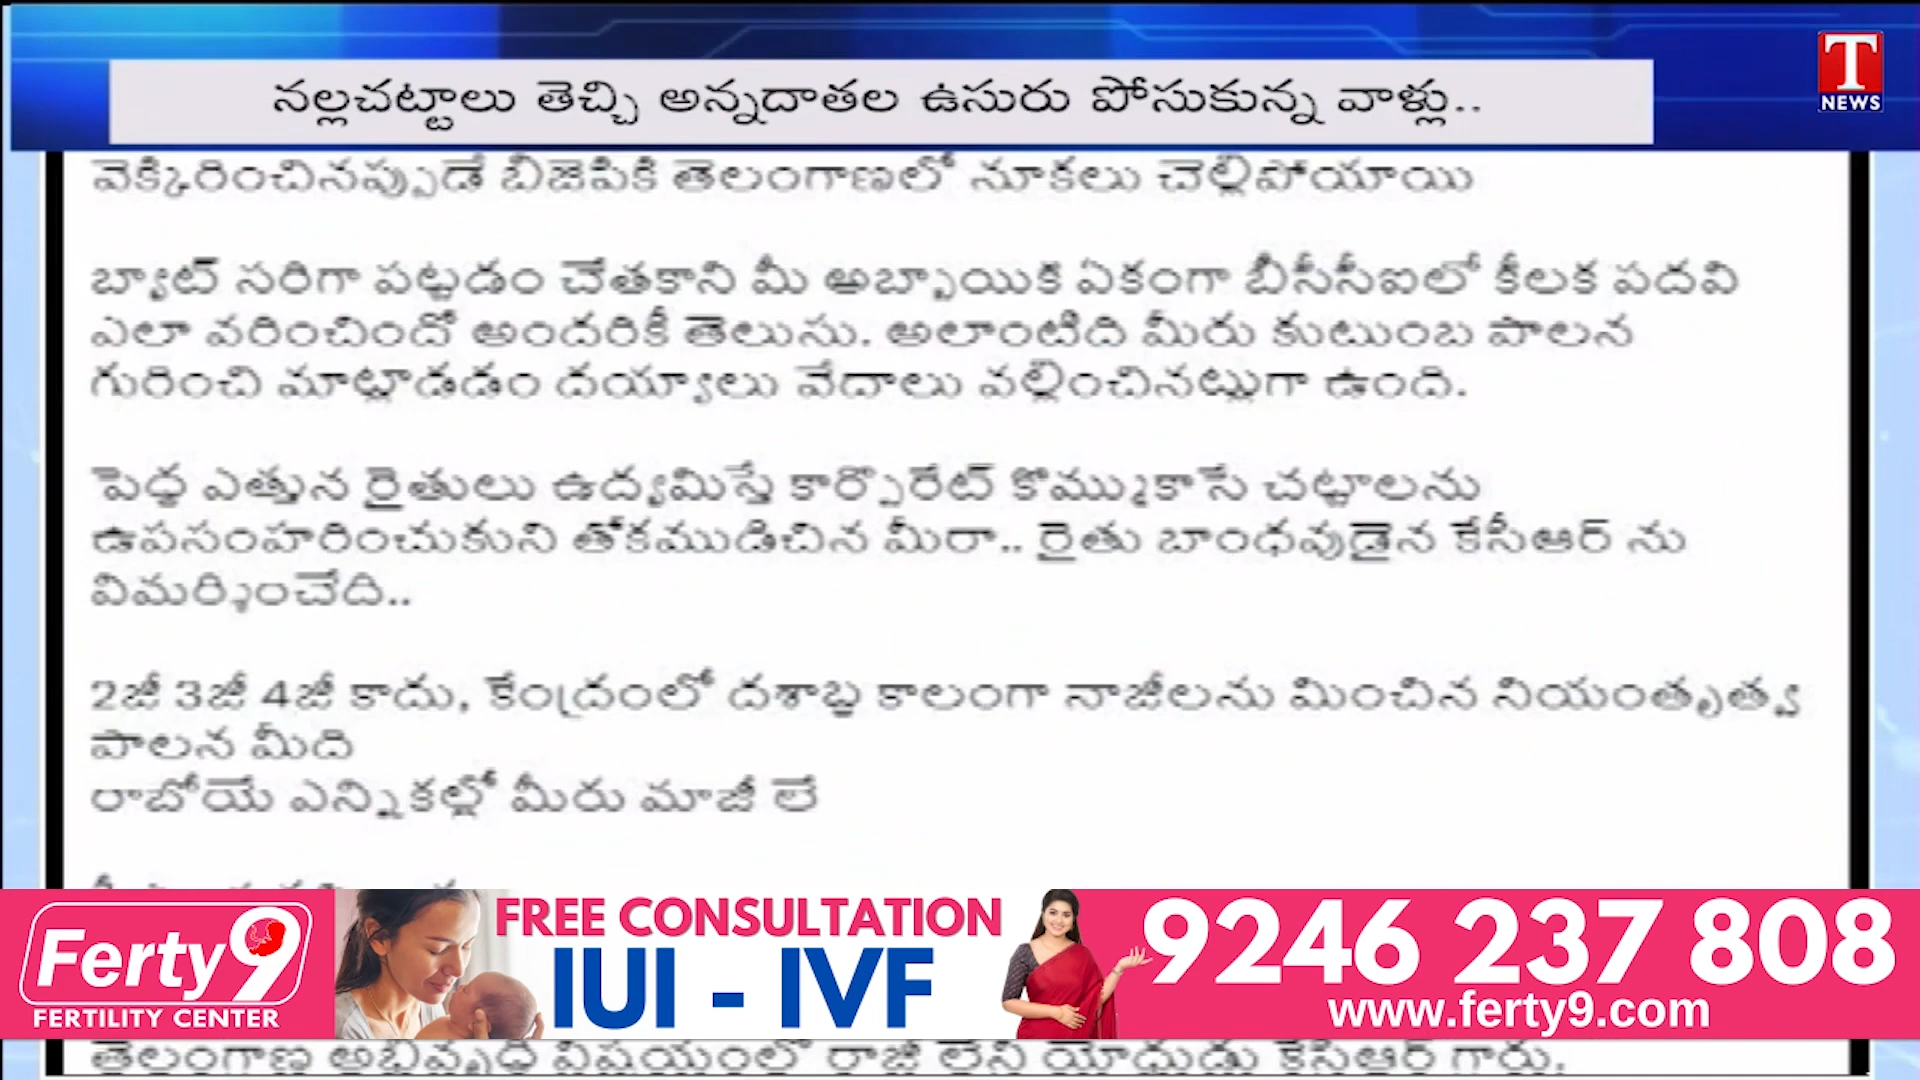 నల్లచట్టాలు తెచ్చి అన్నదాతల ఉసురు పోసుకున్న వాళ్లు..
T
NEWS
వెక్కిరించినప్పుడే బీజెపికి తెలంగాణలో నూకలు చెల్లిపోయాయి
బ్యాట్ సరిగా పట్టడం చేతకాని మీ అబ్బాయికి ఏకంగా బీసీసీఐలో కీలక పదవి
ఎలా వరించిందో అందరికీ తెలుసు. అలాంటిది మీరు కుటుంబ పాలన
గురించి మాట్లాడడం దయ్యాలు వేదాలు వల్లించినట్లుగా ఉంది.
పెద్ద ఎత్తున రైతులు ఉద్యమిస్తే కార్పొరేట్ కొమ్ముకాసే చట్టాలను
ఉపసంహరించుకుని తోకముడిచిన మీరా.. రైతు బాంధవుడైన కేసీఆర్ ను
విమర్శించేది..
2జీ 3జీ 4జీ కాదు, కేంద్రంలో దశాబ్ద కాలంగా నాజీలను మించిన నియంతృత్వ
పాలన మీది
రాబోయే ఎన్నికల్లో మీరు మాజీ లే
Ferty9
FERTILITY CENTER
FREE CONSULTATION
IUI - IVF
9246 237 808
www.ferty9.com
తెలంగాణ అభివృద్ధి విషయంలో రాజీ లేని యోధుడు కేసీఆర్ గారు.